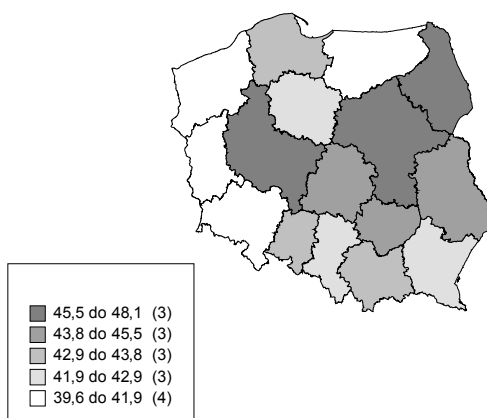 45,5 do 48,1 (3)
43,8 do 45,5 (3)
42,9 do 43,8 (3)
41,9 do 42,9 (3)
39,6 do 41,9 (4)